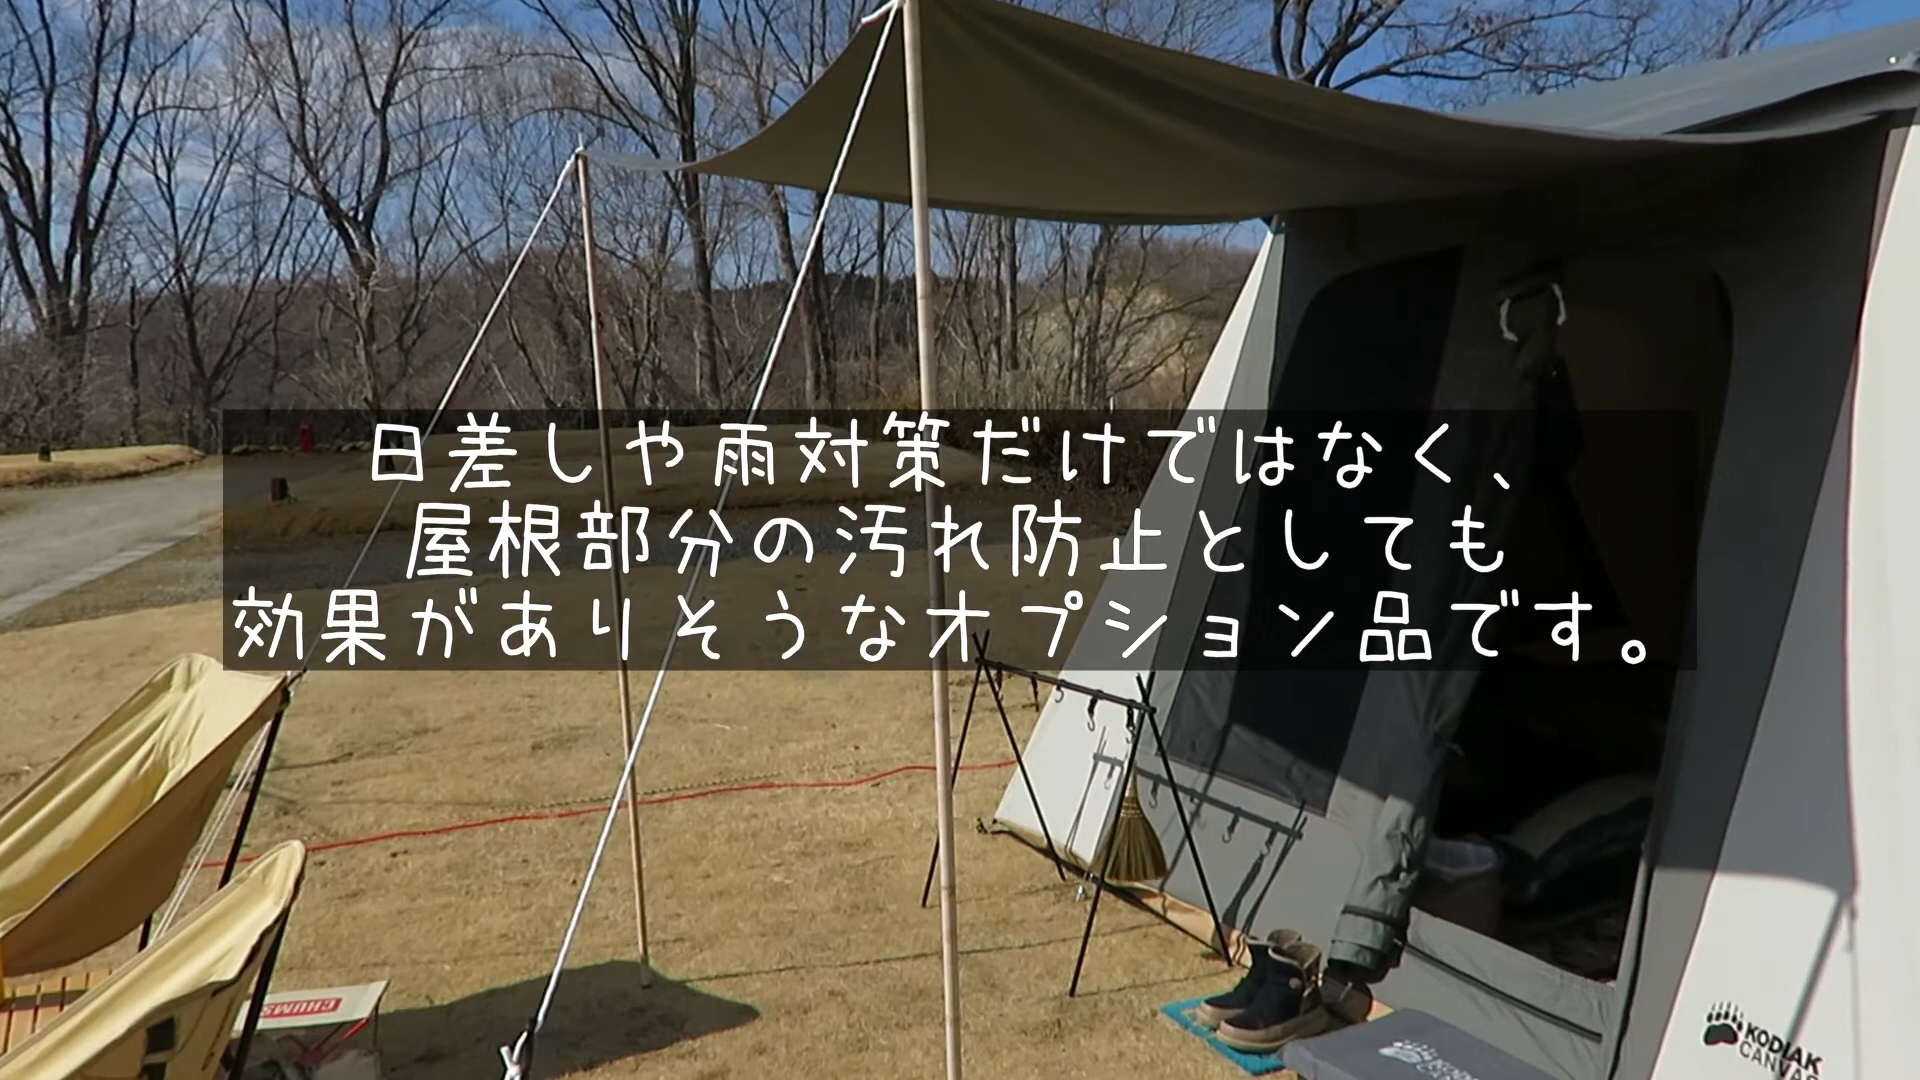 日差しや雨対策だけではなく、
屋根部分の汚れ防止としても
効果がありそうなオプション品です。
CHUMS
KODIAK
CANVAS